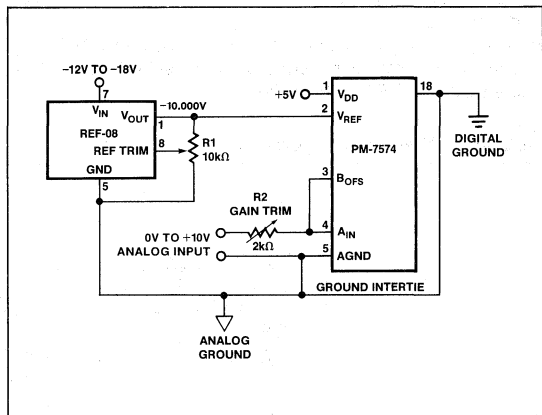 −12V TO −18V
7
VIN
REF-08
VOUT
−10.000V
1
REF TRIM
8
GND
5
R1
10kΩ
+5V
1
VDD
18
2
VREF
PM-7574
DIGITAL
GROUND
3
BOFS
R2
GAIN TRIM
0V TO +10V
2kΩ
4
AIN
ANALOG INPUT
5
AGND
GROUND INTERTIE
ANALOG
GROUND